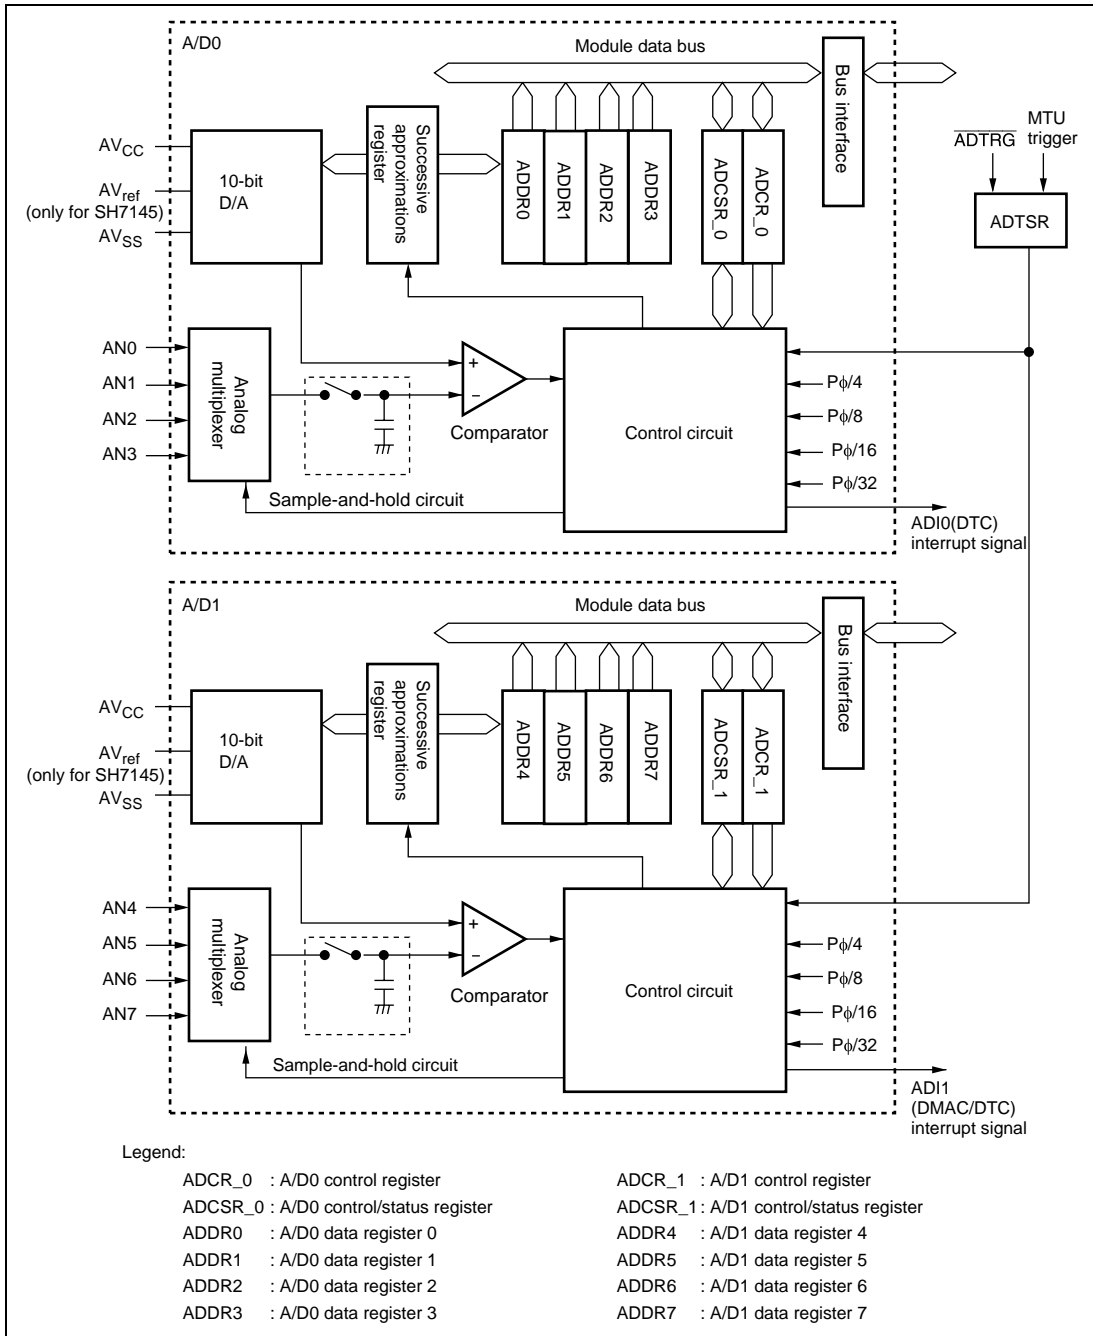 A/D0
Module data bus
Bus interface
Successive
approximations
register
ADDR0
ADDR1
ADDR2
ADDR3
ADCSR_0
ADCR_0
AVCC
AVref
(only for SH7145)
AVSS
10-bit
D/A
ADTRG
MTU
trigger
ADTSR
AN0
AN1
AN2
AN3
Analog
multiplexer
+
−
Comparator
Sample-and-hold circuit
Control circuit
Pϕ/4
Pϕ/8
Pϕ/16
Pϕ/32
ADI0(DTC)
interrupt signal
A/D1
Module data bus
Bus interface
Successive
approximations
register
ADDR4
ADDR5
ADDR6
ADDR7
ADCSR_1
ADCR_1
AVCC
AVref
(only for SH7145)
AVSS
10-bit
D/A
AN4
AN5
AN6
AN7
Analog
multiplexer
+
−
Comparator
Sample-and-hold circuit
Control circuit
Pϕ/4
Pϕ/8
Pϕ/16
Pϕ/32
ADI1
(DMAC/DTC)
interrupt signal
Legend:
ADCR_0 : A/D0 control register
ADCSR_0 : A/D0 control/status register
ADDR0 : A/D0 data register 0
ADDR1 : A/D0 data register 1
ADDR2 : A/D0 data register 2
ADDR3 : A/D0 data register 3
ADCR_1 : A/D1 control register
ADCSR_1 : A/D1 control/status register
ADDR4 : A/D1 data register 4
ADDR5 : A/D1 data register 5
ADDR6 : A/D1 data register 6
ADDR7 : A/D1 data register 7